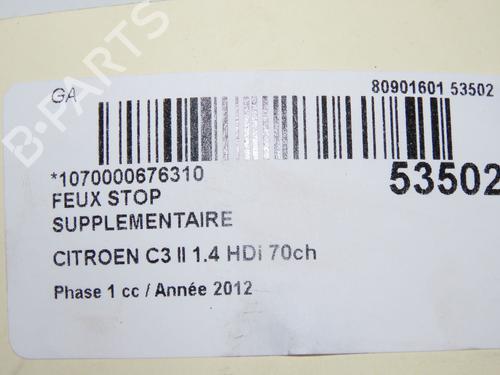 B-PARTS
GA
80901601 53502
*1070000676310
53502
FEUX STOP
SUPPLEMENTAIRE
CITROEN C3 II 1.4 HDi 70ch
Phase 1 cc / Année 2012